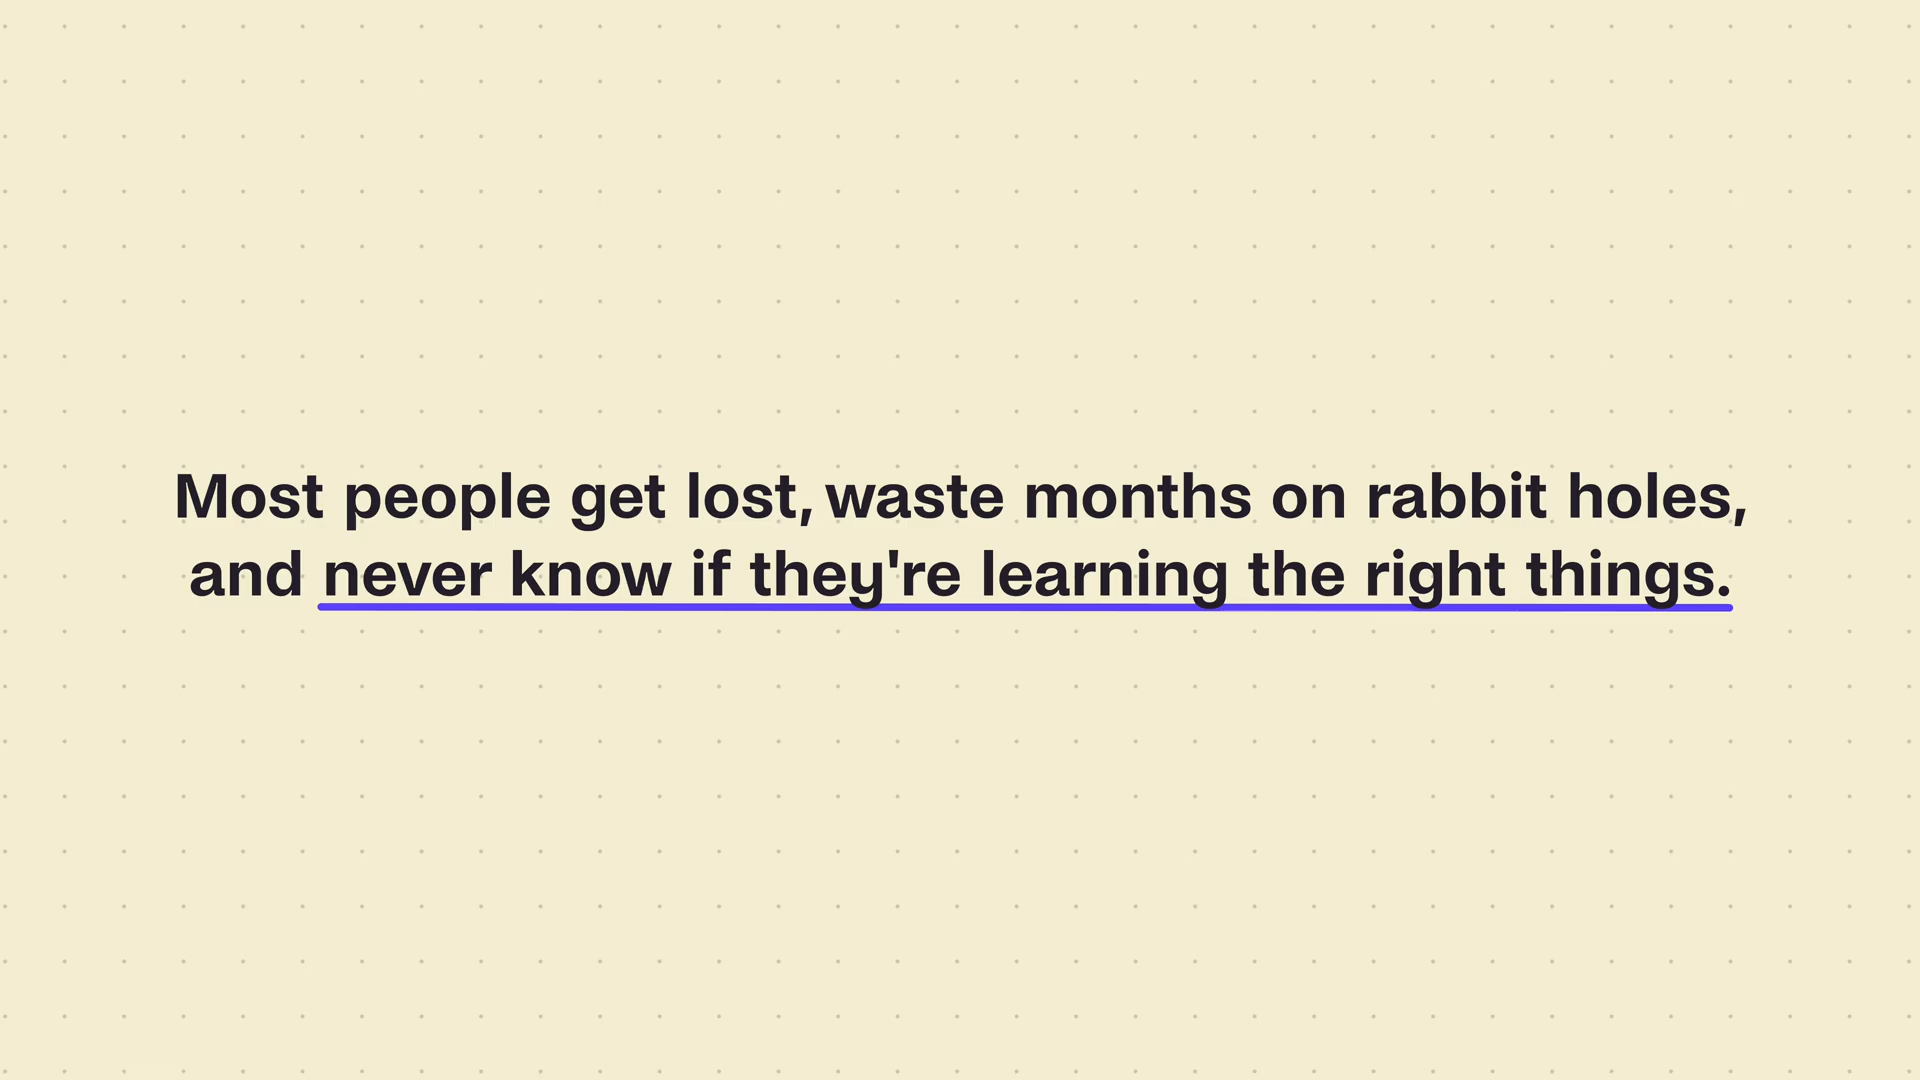 Most people get lost, waste months on rabbit holes,
and never know if they're learning the right things.